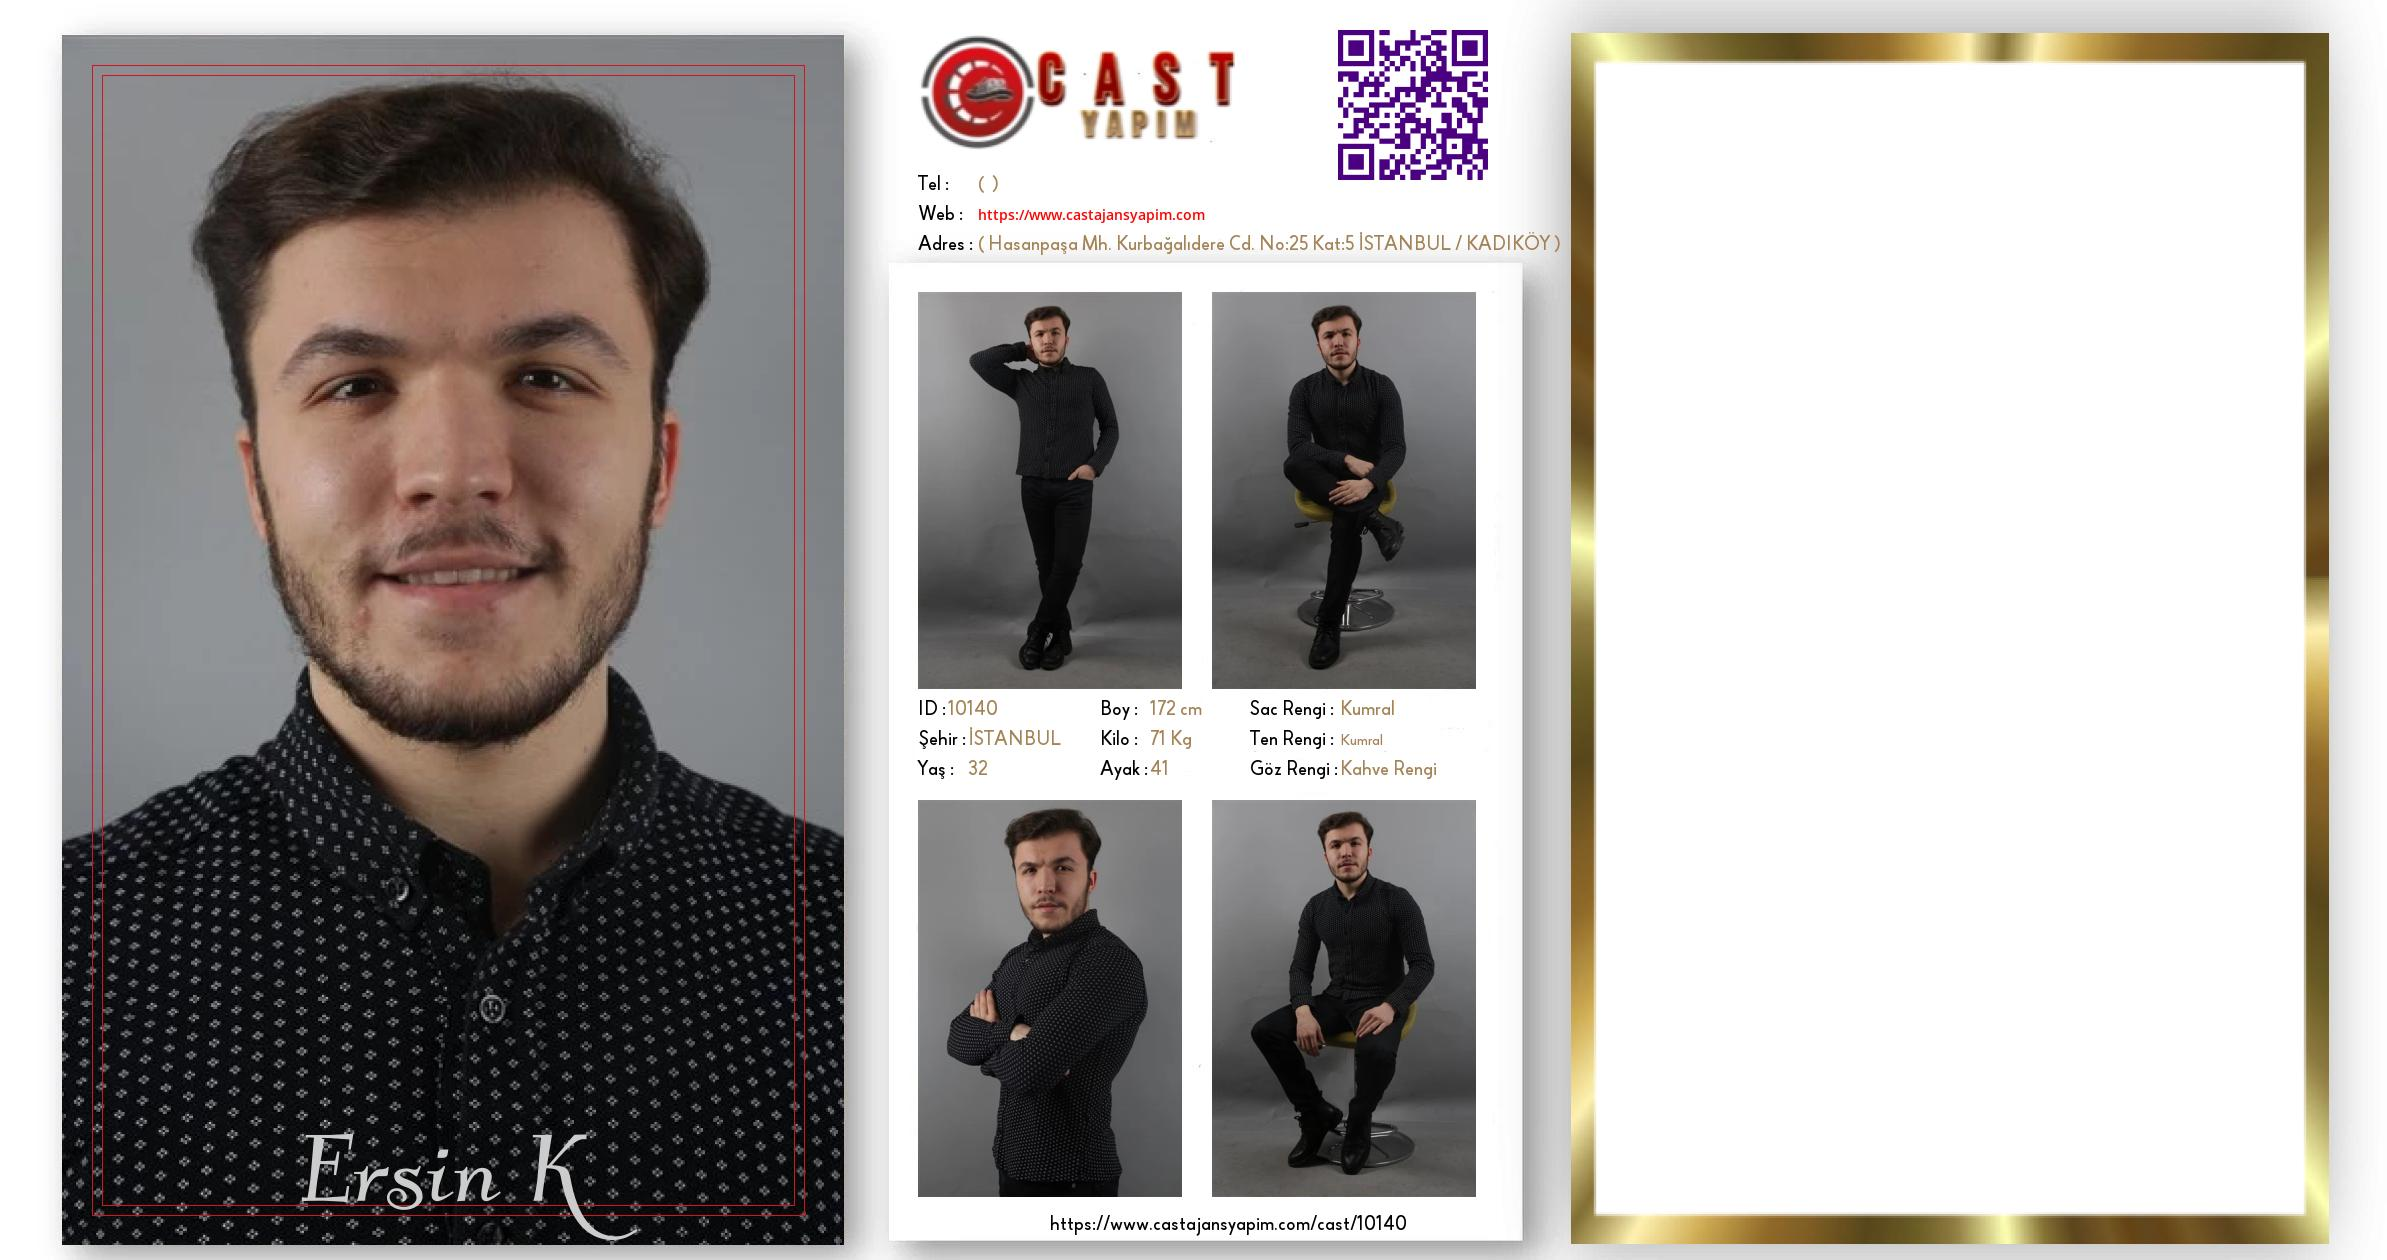 Ersin K
CAST
YAPIM
Tel : ( )
Web : https://www.castajansyapim.com
Adres : ( Hasanpaşa Mh. Kurbağalıdere Cd. No:25 Kat:5 İSTANBUL / KADIKÖY )
ID : 10140 Boy : 172 cm Sac Rengi : Kumral
Şehir : İSTANBUL Kilo : 71 Kg Ten Rengi : Kumral
Yaş : 32 Ayak : 41 Göz Rengi : Kahve Rengi
https://www.castajansyapim.com/cast/10140